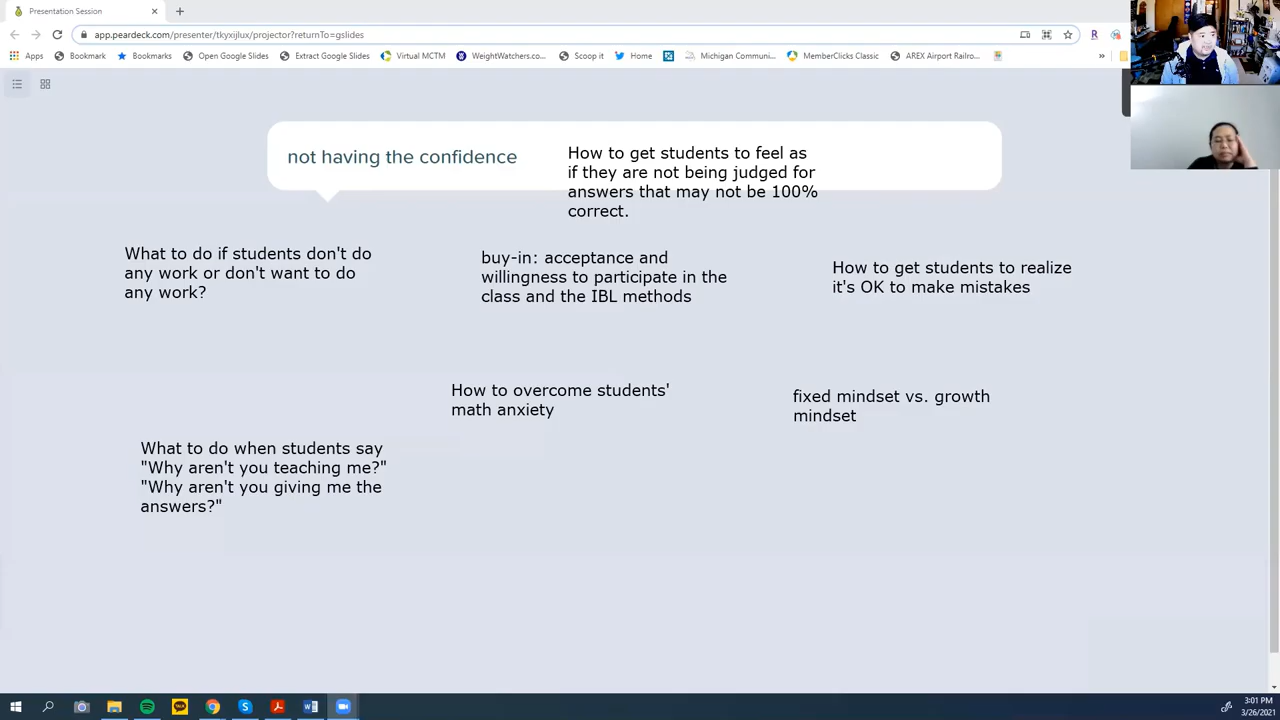 Presentation Session
app.peardeck.com/presenter/tkyxijlux/projector?returnTo=gslides
R
Apps
Bookmark
Bookmarks
Open Google Slides
Extract Google Slides
Virtual MCTM
WeightWatchers.co...
Scoop it
Home
Michigan Communi...
MemberClicks Classic
AREX Airport Railro...
»
not having the confidence
How to get students to feel as
if they are not being judged for
answers that may not be 100%
correct.
What to do if students don't do
any work or don't want to do
any work?
buy-in: acceptance and
willingness to participate in the
class and the IBL methods
How to get students to realize
it's OK to make mistakes
How to overcome students'
math anxiety
fixed mindset vs. growth
mindset
What to do when students say
"Why aren't you teaching me?"
"Why aren't you giving me the
answers?"
3:01 PM
3/26/2021